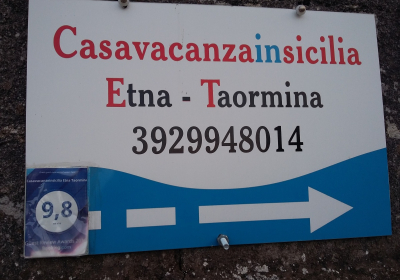 Casavacanzainsicilia
Etna - Taormina
3929948014
9,8